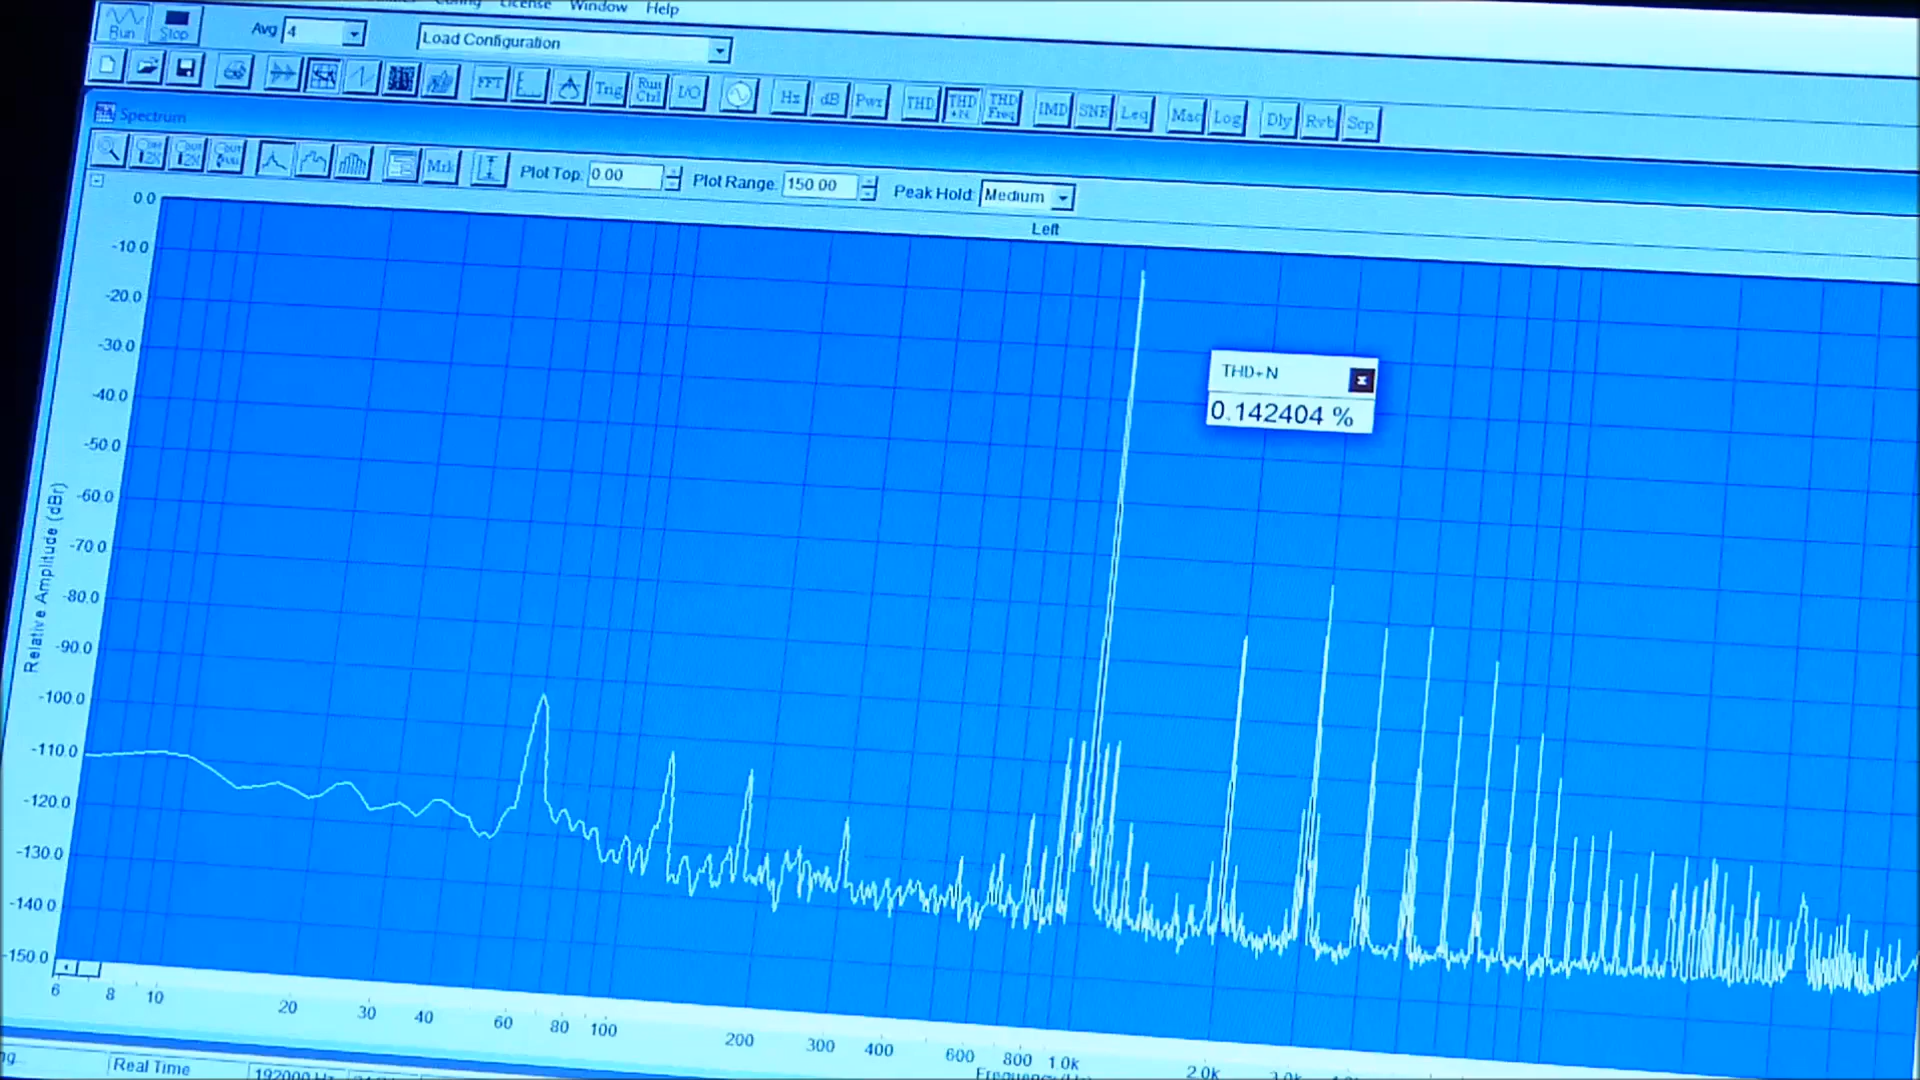 License Window Help
Run Stop Avg 4 Load Configuration
FFT Trig Run Ctrl I/O Hz dB Pwr THD THD +N THD Freq IMD SNR Leq Mac Log Dly Rvb Scp
Spectrum
Mrk Plot Top: 0.00 Plot Range: 150.00 Peak Hold: Medium
Left
0.0
-10.0
-20.0
-30.0
-40.0
-50.0
-60.0
-70.0
-80.0
-90.0
-100.0
-110.0
-120.0
-130.0
-140.0
-150.0
Relative Amplitude (dBr)
THD+N
0.142404 %
6 8 10 20 30 40 60 80 100 200 300 400 600 800 1.0k 2.0k 3.0k
Real Time 192000 Hz